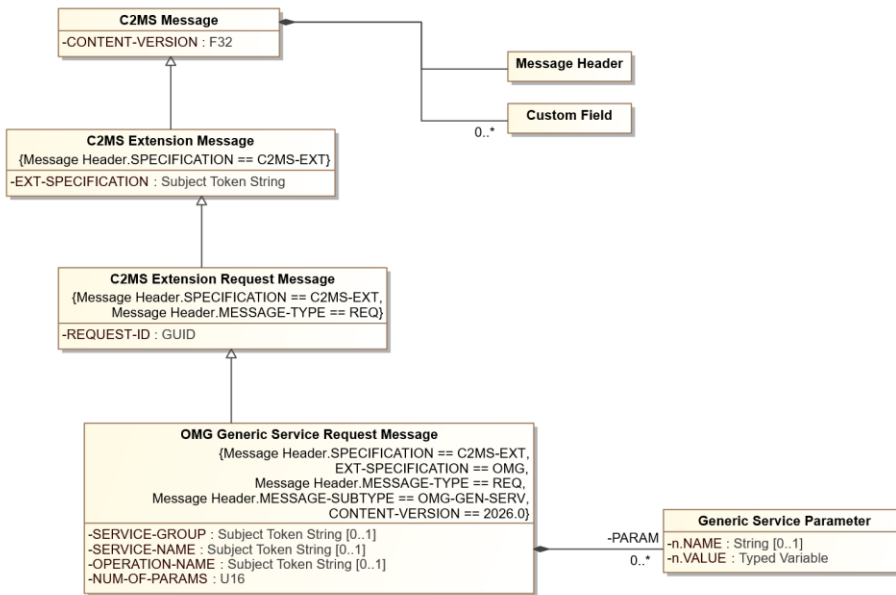 C2MS Message
-CONTENT-VERSION : F32
Message Header
Custom Field
0..*
C2MS Extension Message
{Message Header.SPECIFICATION == C2MS-EXT}
-EXT-SPECIFICATION : Subject Token String
C2MS Extension Request Message
{Message Header.SPECIFICATION == C2MS-EXT,
Message Header.MESSAGE-TYPE == REQ}
-REQUEST-ID : GUID
OMG Generic Service Request Message
{Message Header.SPECIFICATION == C2MS-EXT,
EXT-SPECIFICATION == OMG,
Message Header.MESSAGE-TYPE == REQ,
Message Header.MESSAGE-SUBTYPE == OMG-GEN-SERV,
CONTENT-VERSION == 2026.0}
-SERVICE-GROUP : Subject Token String [0..1]
-SERVICE-NAME : Subject Token String [0..1]
-OPERATION-NAME : Subject Token String [0..1]
-NUM-OF-PARAMS : U16
-PARAM
0..*
Generic Service Parameter
-n.NAME : String [0..1]
-n.VALUE : Typed Variable